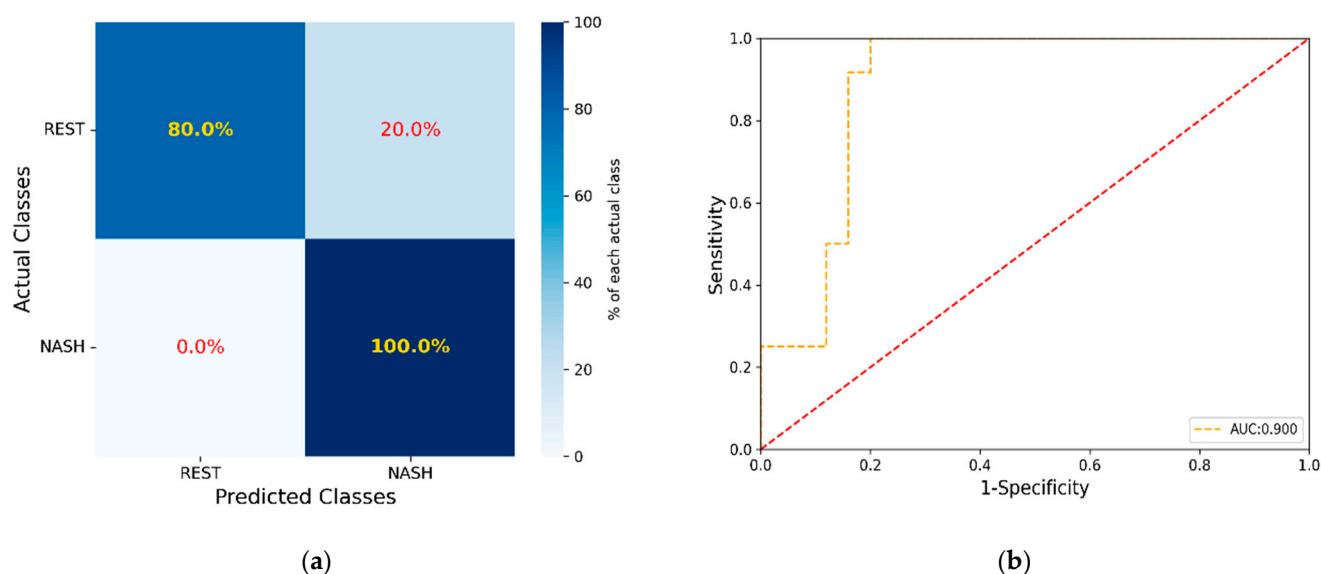 100
REST
80.0%
20.0%
80
60
40
NASH
0.0%
100.0%
20
0
REST
NASH
Predicted Classes
Actual Classes
% of each actual class
(a)
1.0
0.8
0.6
0.4
0.2
0.0
0.0
0.2
0.4
0.6
0.8
1.0
1-Specificity
Sensitivity
AUC:0.900
(b)